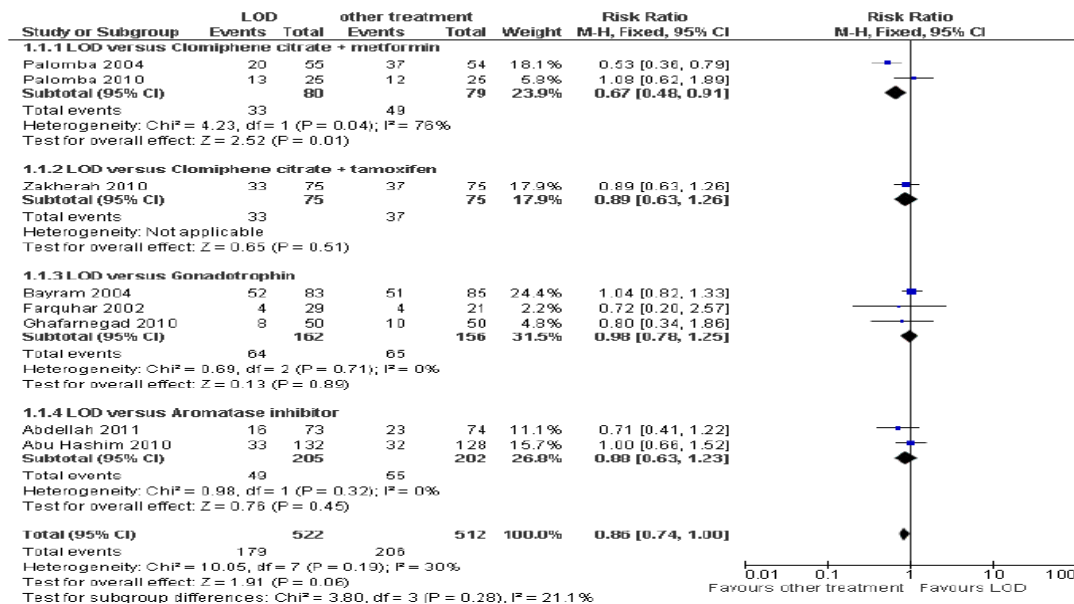 LOD other treatment Risk Ratio Risk Ratio
Study or Subgroup Events Total Events Total Weight M-H, Fixed, 95% CI M-H, Fixed, 95% CI
1.1.1 LOD versus Clomiphene citrate + metformin
Palomba 2004 20 55 37 54 18.1% 0.53 [0.36, 0.79]
Palomba 2010 13 25 12 25 5.8% 1.08 [0.62, 1.89]
Subtotal (95% CI) 80 79 23.9% 0.67 [0.48, 0.91]
Total events 33 49
Heterogeneity: Chi² = 4.23, df = 1 (P = 0.04); I² = 76%
Test for overall effect: Z = 2.52 (P = 0.01)
1.1.2 LOD versus Clomiphene citrate + tamoxifen
Zakherah 2010 33 75 37 75 17.9% 0.89 [0.63, 1.26]
Subtotal (95% CI) 75 75 17.9% 0.89 [0.63, 1.26]
Total events 33 37
Heterogeneity: Not applicable
Test for overall effect: Z = 0.65 (P = 0.51)
1.1.3 LOD versus Gonadotrophin
Bayram 2004 52 83 51 85 24.4% 1.04 [0.82, 1.33]
Farquhar 2002 4 29 4 21 2.2% 0.72 [0.20, 2.57]
Ghafarnegad 2010 8 50 10 50 4.8% 0.80 [0.34, 1.86]
Subtotal (95% CI) 162 156 31.5% 0.98 [0.78, 1.25]
Total events 64 65
Heterogeneity: Chi² = 0.69, df = 2 (P = 0.71); I² = 0%
Test for overall effect: Z = 0.13 (P = 0.89)
1.1.4 LOD versus Aromatase inhibitor
Abdellah 2011 16 73 23 74 11.1% 0.71 [0.41, 1.22]
Abu Hashim 2010 33 132 32 128 15.7% 1.00 [0.66, 1.52]
Subtotal (95% CI) 205 202 26.8% 0.88 [0.63, 1.23]
Total events 49 55
Heterogeneity: Chi² = 0.98, df = 1 (P = 0.32); I² = 0%
Test for overall effect: Z = 0.76 (P = 0.45)
Total (95% CI) 522 512 100.0% 0.86 [0.74, 1.00]
Total events 179 206
Heterogeneity: Chi² = 10.05, df = 7 (P = 0.19); I² = 30%
Test for overall effect: Z = 1.91 (P = 0.06)
Test for subgroup differences: Chi² = 3.80, df = 3 (P = 0.28), I² = 21.1%
0.01 0.1 1 10 100
Favours other treatment Favours LOD